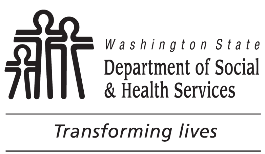 Washington State
Department of Social
& Health Services
Transforming lives